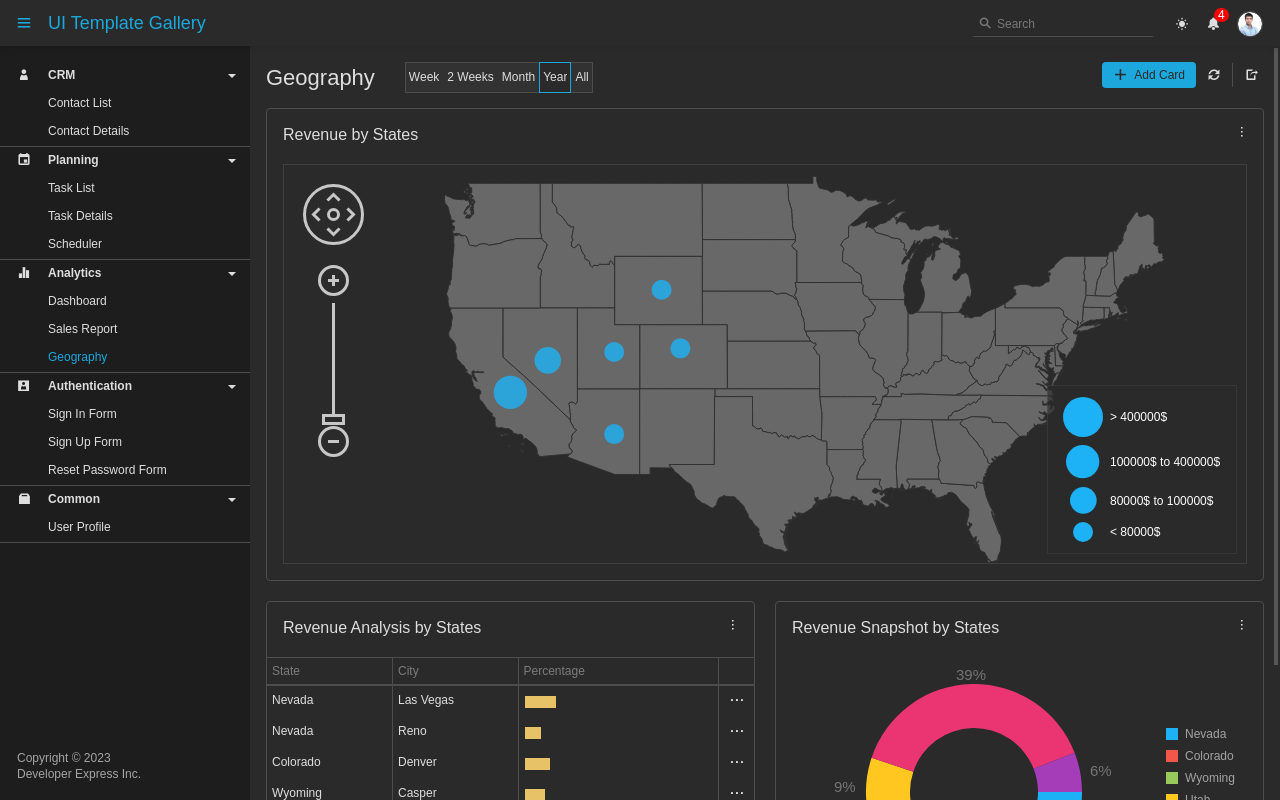 UI Template Gallery
Search
4
CRM
Contact List
Contact Details
Planning
Task List
Task Details
Scheduler
Analytics
Dashboard
Sales Report
Geography
Authentication
Sign In Form
Sign Up Form
Reset Password Form
Common
User Profile
Copyright © 2023
Developer Express Inc.
Geography
Week 2 Weeks Month Year All
Add Card
Revenue by States
> 400000$
100000$ to 400000$
80000$ to 100000$
< 80000$
Revenue Analysis by States
State City Percentage
Nevada Las Vegas
Nevada Reno
Colorado Denver
Wyoming Casper
Revenue Snapshot by States
39%
6%
9%
Nevada
Colorado
Wyoming
Utah